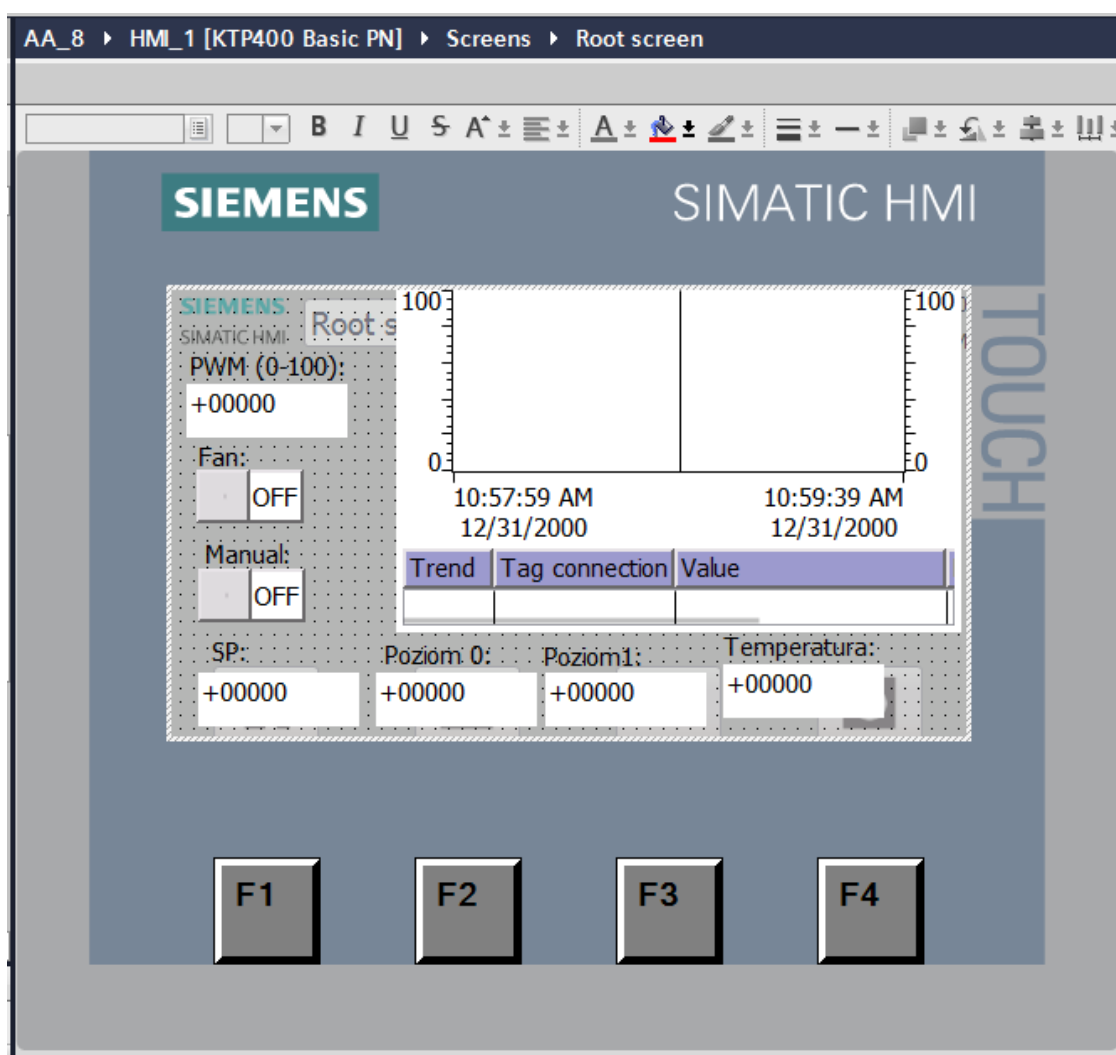 AA_8 ▸ HMI_1 [KTP400 Basic PN] ▸ Screens ▸ Root screen
B I U S A A
SIEMENS
SIMATIC HMI
TOUCH
SIEMENS
SIMATIC HMI
Root s
PWM (0-100):
+00000
Fan:
OFF
Manual:
OFF
100 100
0 0
10:57:59 AM 10:59:39 AM
12/31/2000 12/31/2000
Trend Tag connection Value
SP: Poziom 0: Poziom1: Temperatura:
+00000 +00000 +00000 +00000
F1 F2 F3 F4